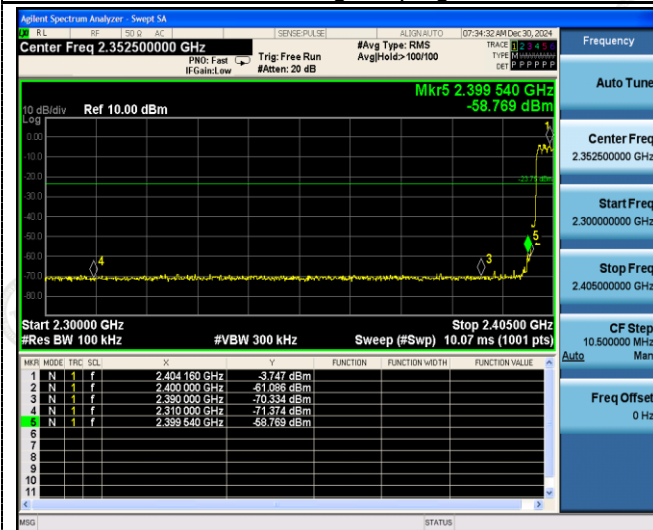 Agilent Spectrum Analyzer - Swept SA
RL RF 50 Ω AC SENSE:PULSE ALIGNAUTO 07:34:32 AM Dec 30, 2024
Center Freq 2.352500000 GHz
PNO: Fast
IFGain:Low
Trig: Free Run
#Atten: 20 dB
#Avg Type: RMS
Avg|Hold:>100/100
TRACE 1 2 3 4 5 6
TYPE M
DET P P P P P P
Frequency
Mkr5 2.399 540 GHz
-58.769 dBm
10 dB/div Ref 10.00 dBm
Log
0.00
-10.0
-20.0
-30.0
-40.0
-50.0
-60.0
-70.0
-80.0
1
5
3
4
Start 2.30000 GHz
Stop 2.40500 GHz
#Res BW 100 kHz
#VBW 300 kHz
Sweep (#Swp) 10.07 ms (1001 pts)
MKR MODE TRC SCL X Y FUNCTION FUNCTION WIDTH FUNCTION VALUE
1 N 1 f 2.404 160 GHz -3.747 dBm
2 N 1 f 2.400 000 GHz -61.086 dBm
3 N 1 f 2.390 000 GHz -70.334 dBm
4 N 1 f 2.310 000 GHz -71.374 dBm
5 N 1 f 2.399 540 GHz -58.769 dBm
6
7
8
9
10
11
MSG
STATUS
Auto Tune
Center Freq
2.352500000 GHz
Start Freq
2.300000000 GHz
Stop Freq
2.405000000 GHz
CF Step
10.500000 MHz
Auto Man
Freq Offset
0 Hz